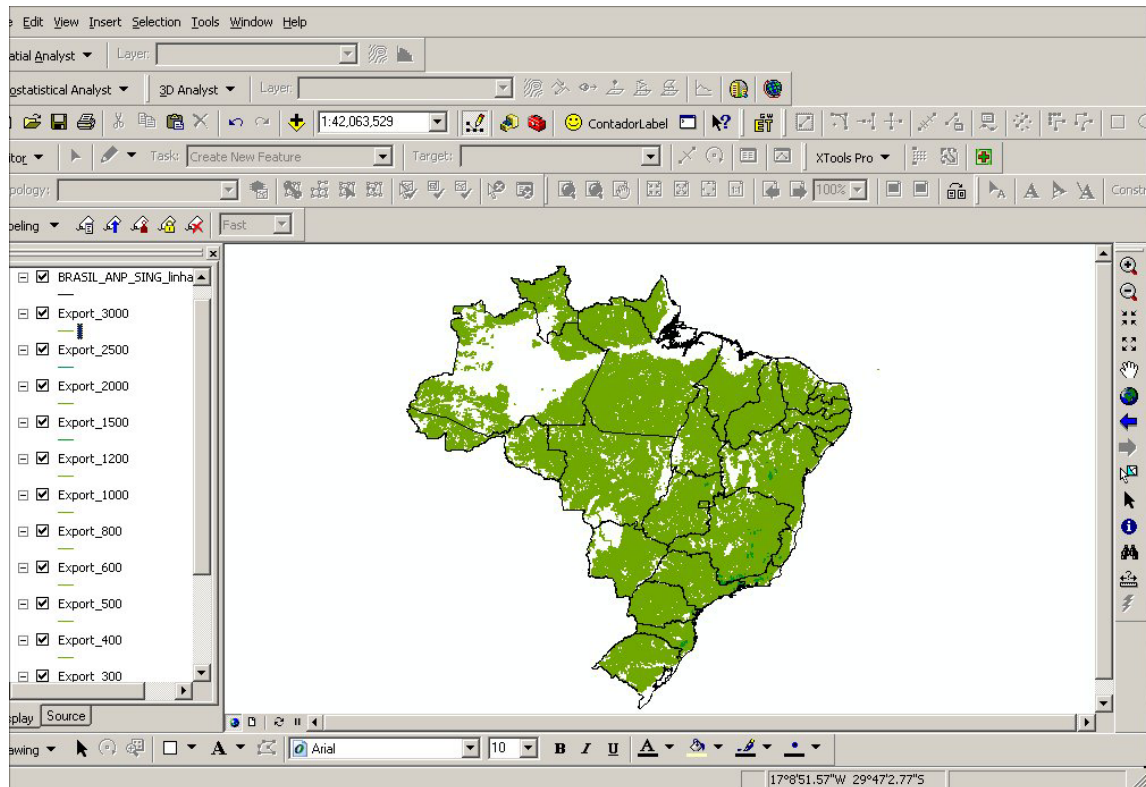 e Edit View Insert Selection Tools Window Help
atial Analyst Layer:
ostatistical Analyst 3D Analyst Layer:
1:42,063,529 ContadorLabel
tor Task: Create New Feature Target: XTools Pro
pology: 100% Constr
beling Fast
BRASIL_ANP_SING_linha
Export_3000
Export_2500
Export_2000
Export_1500
Export_1200
Export_1000
Export_800
Export_600
Export_500
Export_400
Export_300
splay Source
awing A Arial 10 B I U A
17°8'51.57"W 29°47'2.77"S